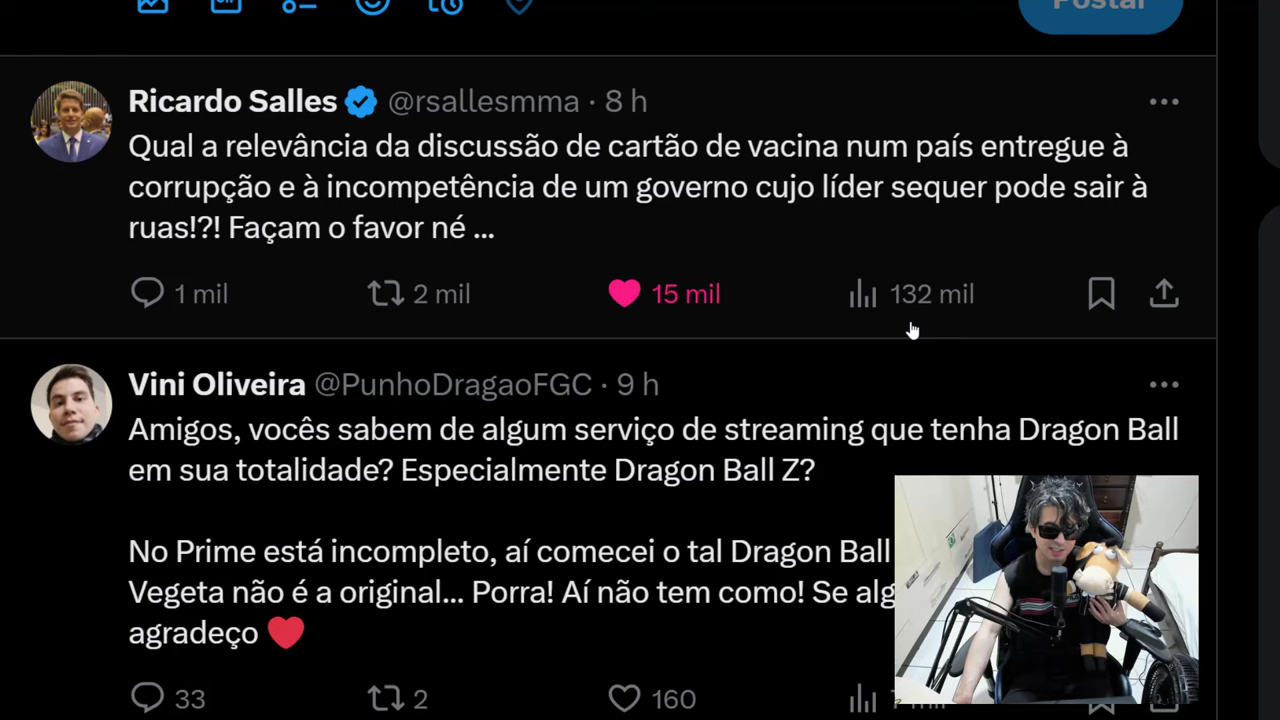 Postar
Ricardo Salles @rsallesmma · 8 h
Qual a relevância da discussão de cartão de vacina num país entregue à
corrupção e à incompetência de um governo cujo líder sequer pode sair à
ruas!?! Façam o favor né ...
1 mil 2 mil 15 mil 132 mil
Vini Oliveira @PunhoDragaoFGC · 9 h
Amigos, vocês sabem de algum serviço de streaming que tenha Dragon Ball
em sua totalidade? Especialmente Dragon Ball Z?
No Prime está incompleto, aí comecei o tal Dragon Ball
Vegeta não é a original... Porra! Aí não tem como! Se alg
agradeço
33 2 160